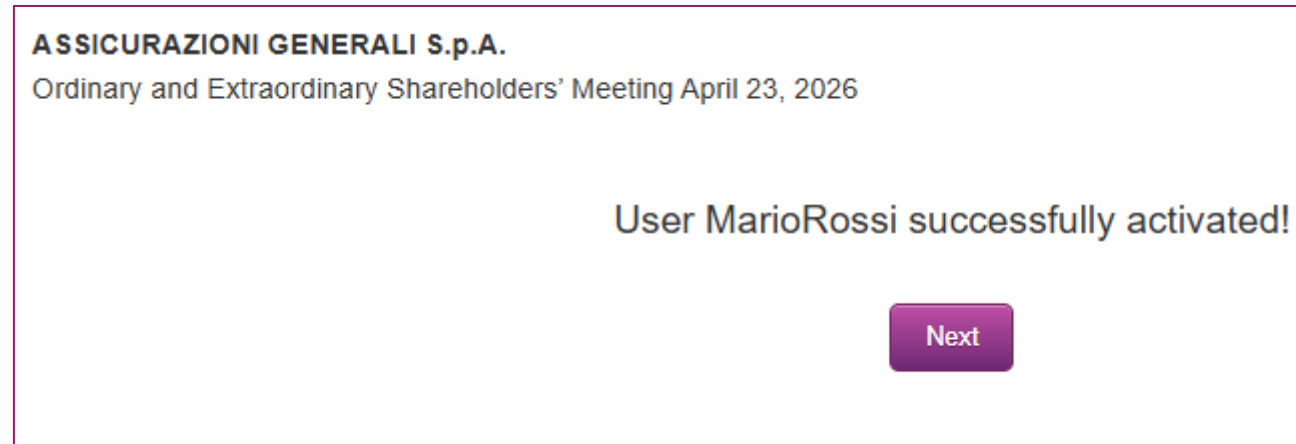 ASSICURAZIONI GENERALI S.p.A.
Ordinary and Extraordinary Shareholders’ Meeting April 23, 2026
User MarioRossi successfully activated!
Next